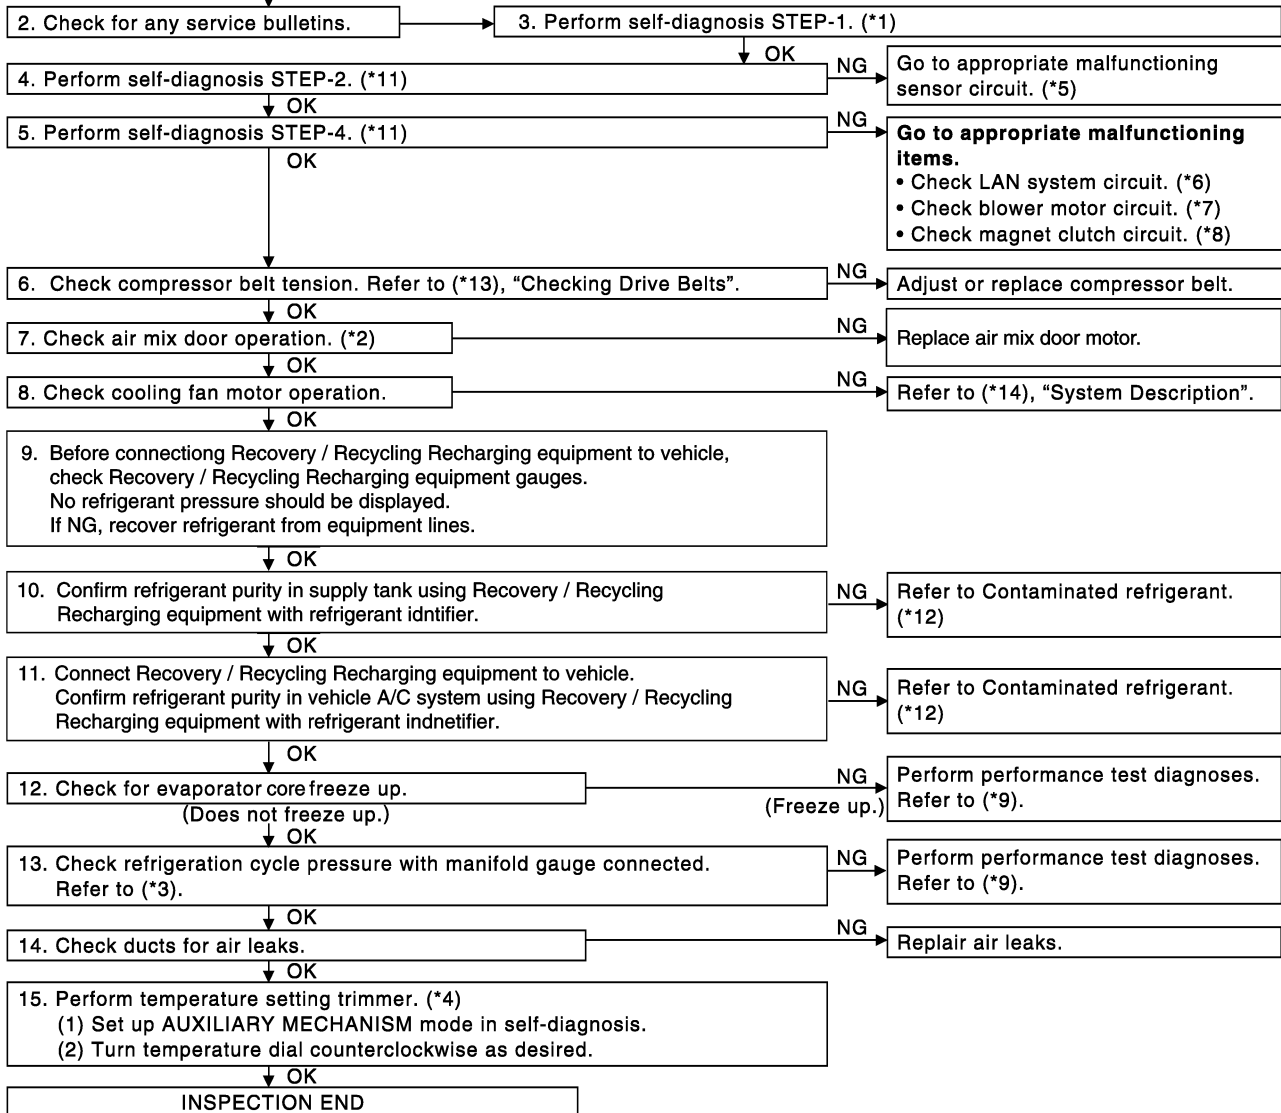 2. Check for any service bulletins.
3. Perform self-diagnosis STEP-1. (*1)
OK
4. Perform self-diagnosis STEP-2. (*11)
NG
Go to appropriate malfunctioning
sensor circuit. (*5)
OK
5. Perform self-diagnosis STEP-4. (*11)
NG
Go to appropriate malfunctioning
items.
• Check LAN system circuit. (*6)
• Check blower motor circuit. (*7)
• Check magnet clutch circuit. (*8)
OK
6. Check compressor belt tension. Refer to (*13), “Checking Drive Belts”.
NG
Adjust or replace compressor belt.
OK
7. Check air mix door operation. (*2)
NG
Replace air mix door motor.
OK
8. Check cooling fan motor operation.
NG
Refer to (*14), “System Description”.
OK
9. Before connectiong Recovery / Recycling Recharging equipment to vehicle,
check Recovery / Recycling Recharging equipment gauges.
No refrigerant pressure should be displayed.
If NG, recover refrigerant from equipment lines.
OK
10. Confirm refrigerant purity in supply tank using Recovery / Recycling
Recharging equipment with refrigerant idntifier.
NG
Refer to Contaminated refrigerant.
(*12)
OK
11. Connect Recovery / Recycling Recharging equipment to vehicle.
Confirm refrigerant purity in vehicle A/C system using Recovery / Recycling
Recharging equipment with refrigerant indnetifier.
NG
Refer to Contaminated refrigerant.
(*12)
OK
12. Check for evaporator core freeze up.
NG
(Freeze up.)
Perform performance test diagnoses.
Refer to (*9).
(Does not freeze up.)
OK
13. Check refrigeration cycle pressure with manifold gauge connected.
Refer to (*3).
NG
Perform performance test diagnoses.
Refer to (*9).
OK
14. Check ducts for air leaks.
NG
Replair air leaks.
OK
15. Perform temperature setting trimmer. (*4)
(1) Set up AUXILIARY MECHANISM mode in self-diagnosis.
(2) Turn temperature dial counterclockwise as desired.
OK
INSPECTION END